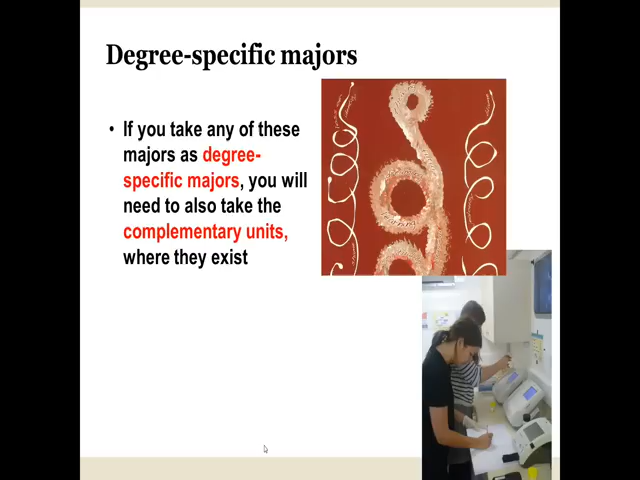 Degree-specific majors
• If you take any of these
majors as degree-
specific majors, you will
need to also take the
complementary units,
where they exist